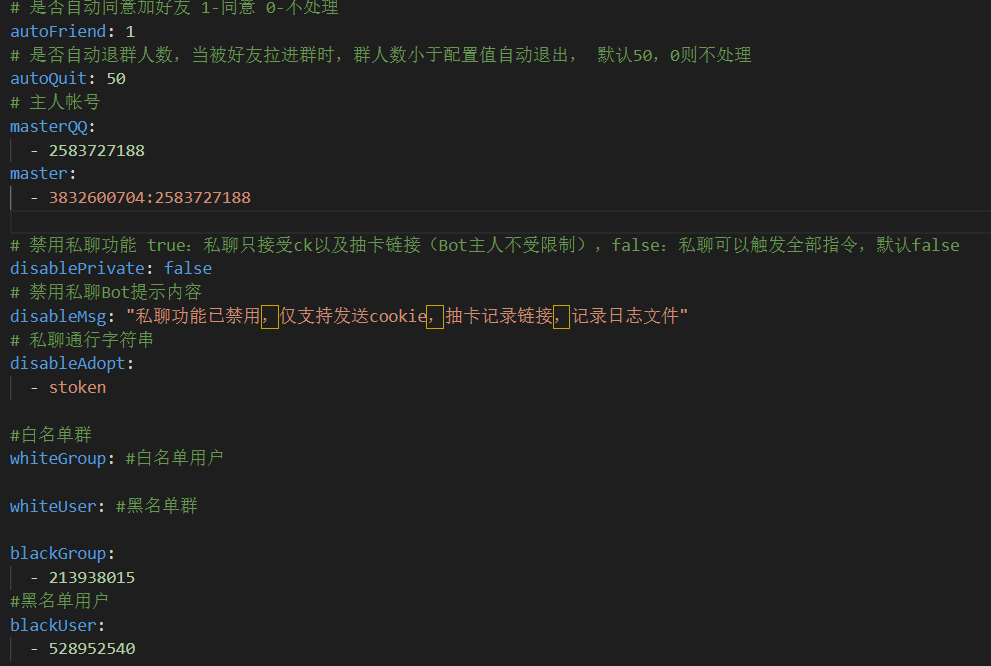 # 是否自动同意加好友 1-同意 0-不处理
autoFriend: 1
# 是否自动退群人数，当被好友拉进群时，群人数小于配置值自动退出， 默认50，0则不处理
autoQuit: 50
# 主人帐号
masterQQ:
  - 2583727188
master:
  - 3832600704:2583727188

# 禁用私聊功能 true：私聊只接受ck以及抽卡链接（Bot主人不受限制），false：私聊可以触发全部指令，默认false
disablePrivate: false
# 禁用私聊Bot提示内容
disableMsg: "私聊功能已禁用，仅支持发送cookie，抽卡记录链接，记录日志文件"
# 私聊通行字符串
disableAdopt:
  - stoken

#白名单群
whiteGroup: #白名单用户

whiteUser: #黑名单群

blackGroup:
  - 213938015
#黑名单用户
blackUser:
  - 528952540